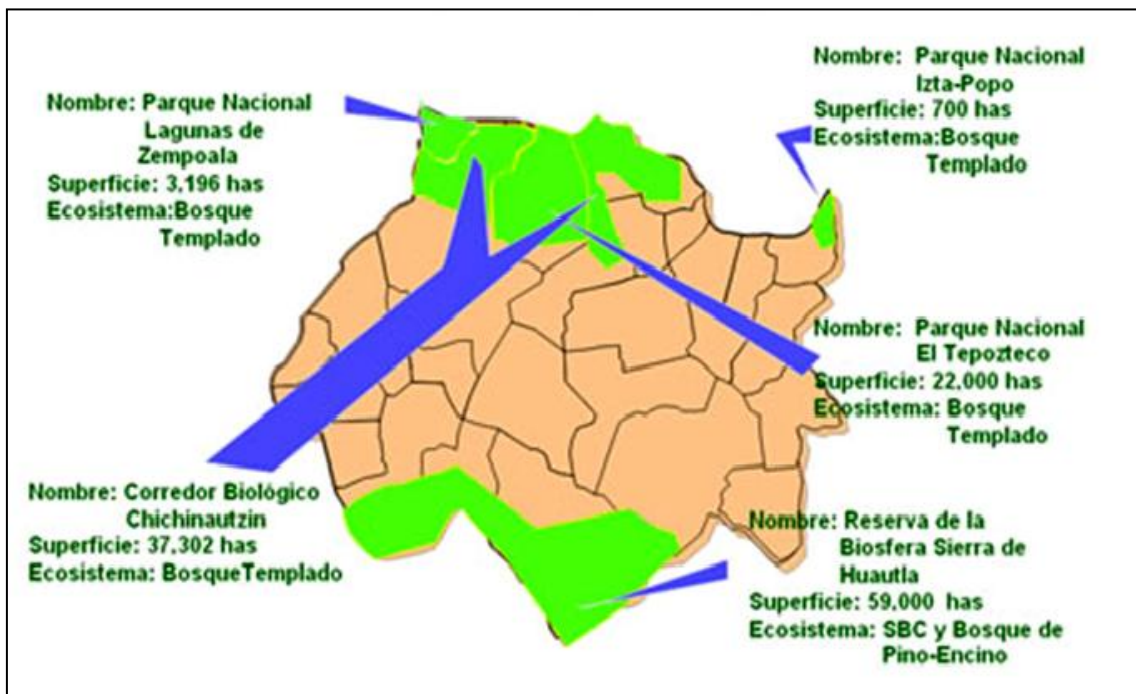 Nombre: Parque Nacional
Lagunas de
Zempoala
Superficie: 3,196 has
Ecosistema:Bosque
Templado
Nombre: Parque Nacional
Izta-Popo
Superficie: 700 has
Ecosistema:Bosque
Templado
Nombre: Parque Nacional
El Tepozteco
Superficie: 22,000 has
Ecosistema: Bosque
Templado
Nombre: Corredor Biológico
Chichinautzin
Superficie: 37,302 has
Ecosistema: BosqueTemplado
Nombre: Reserva de la
Biosfera Sierra de
Huautla
Superficie: 59,000 has
Ecosistema: SBC y Bosque de
Pino-Encino